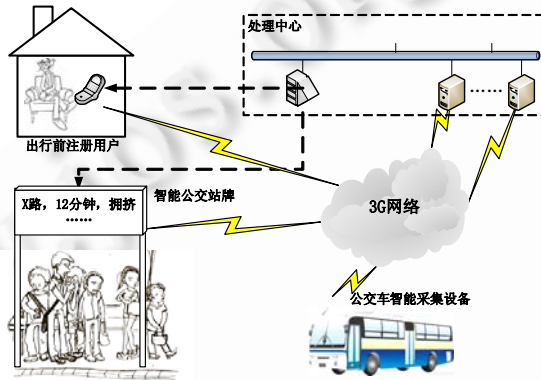 处理中心
出行前注册用户
X路, 12分钟, 拥挤
……
智能公交站牌
3G网络
公交车智能采集设备